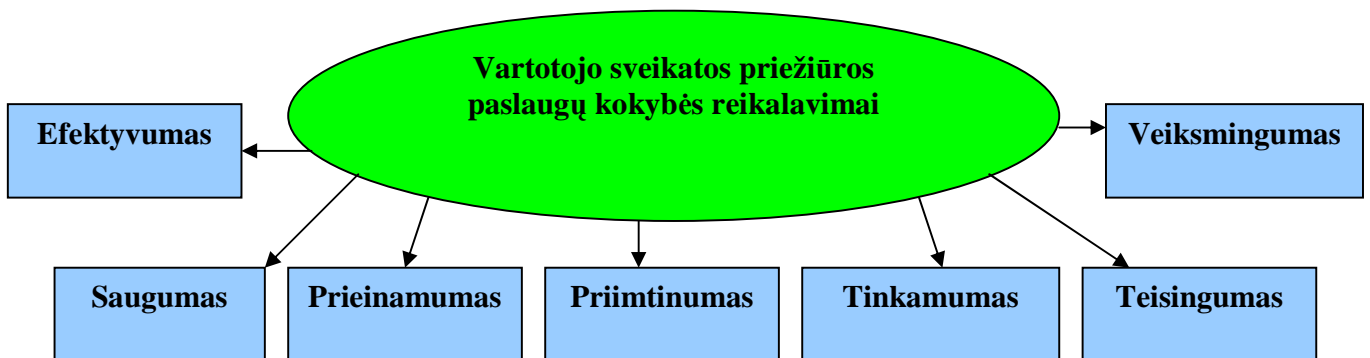 Vartotojo sveikatos priežiūros
paslaugų kokybės reikalavimai
Efektyvumas
Veiksmingumas
Saugumas
Prieinamumas
Priimtinumas
Tinkamumas
Teisingumas